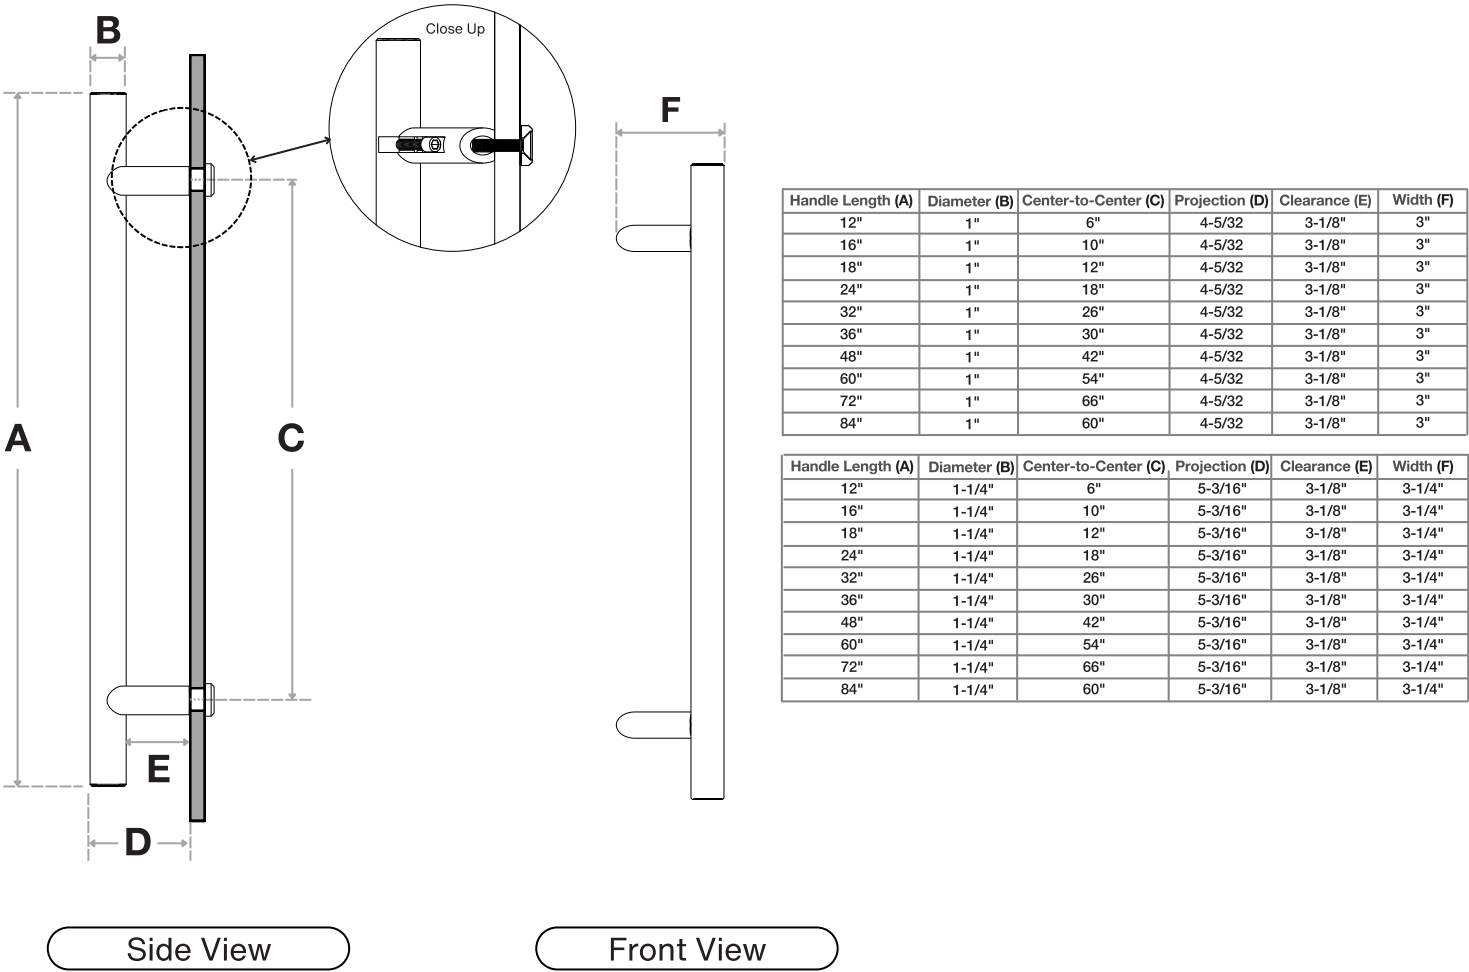 B
Close Up
F
A
C
E
D
Side View
Front View
Handle Length (A) Diameter (B) Center-to-Center (C) Projection (D) Clearance (E) Width (F)
12" 1" 6" 4-5/32 3-1/8" 3"
16" 1" 10" 4-5/32 3-1/8" 3"
18" 1" 12" 4-5/32 3-1/8" 3"
24" 1" 18" 4-5/32 3-1/8" 3"
32" 1" 26" 4-5/32 3-1/8" 3"
36" 1" 30" 4-5/32 3-1/8" 3"
48" 1" 42" 4-5/32 3-1/8" 3"
60" 1" 54" 4-5/32 3-1/8" 3"
72" 1" 66" 4-5/32 3-1/8" 3"
84" 1" 60" 4-5/32 3-1/8" 3"
Handle Length (A) Diameter (B) Center-to-Center (C) Projection (D) Clearance (E) Width (F)
12" 1-1/4" 6" 5-3/16" 3-1/8" 3-1/4"
16" 1-1/4" 10" 5-3/16" 3-1/8" 3-1/4"
18" 1-1/4" 12" 5-3/16" 3-1/8" 3-1/4"
24" 1-1/4" 18" 5-3/16" 3-1/8" 3-1/4"
32" 1-1/4" 26" 5-3/16" 3-1/8" 3-1/4"
36" 1-1/4" 30" 5-3/16" 3-1/8" 3-1/4"
48" 1-1/4" 42" 5-3/16" 3-1/8" 3-1/4"
60" 1-1/4" 54" 5-3/16" 3-1/8" 3-1/4"
72" 1-1/4" 66" 5-3/16" 3-1/8" 3-1/4"
84" 1-1/4" 60" 5-3/16" 3-1/8" 3-1/4"